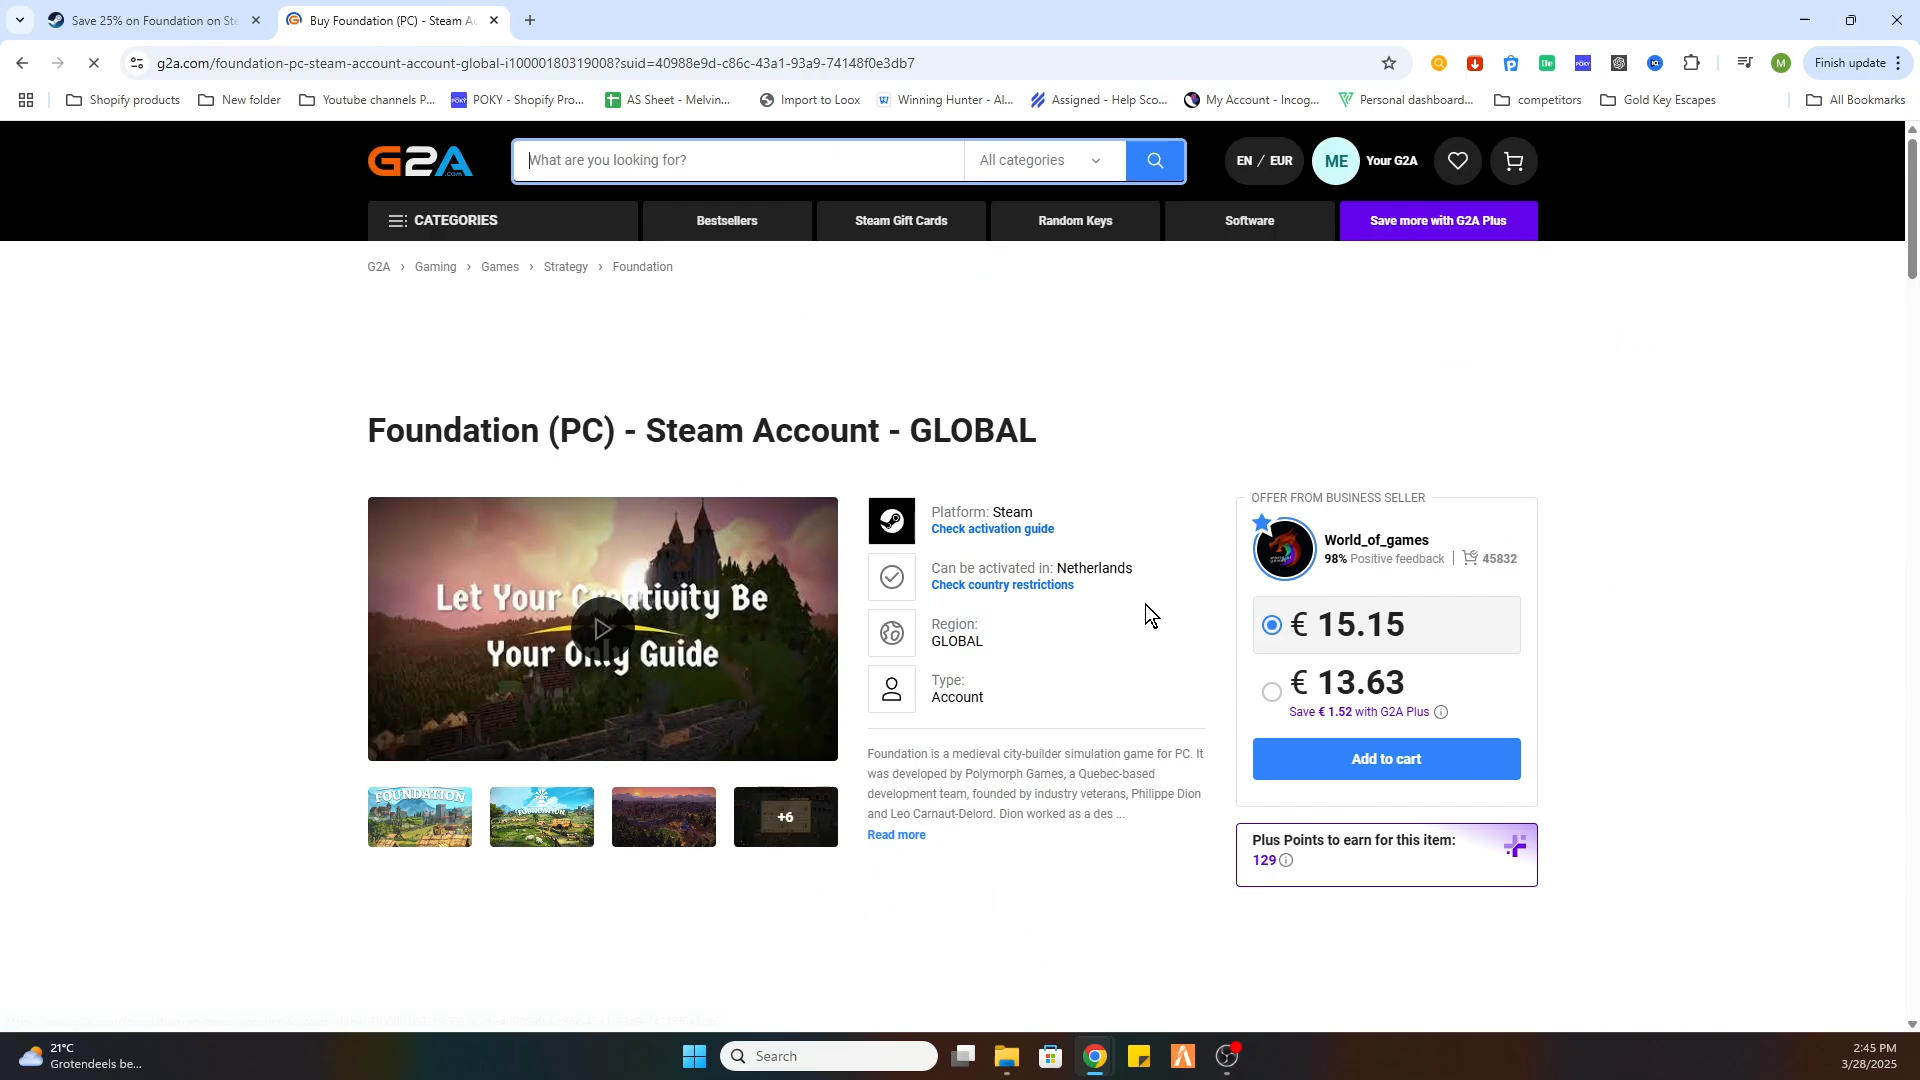 Save 25% on Foundation on Ste
Buy Foundation (PC) - Steam Ac
g2a.com/foundation-pc-steam-account-account-global-i10000180319008?suid=40988e9d-c86c-43a1-93a9-74148f0e3db7
Finish update
Shopify products
New folder
Youtube channels P...
POKY - Shopify Pro...
AS Sheet - Melvin...
Import to Loox
Winning Hunter - AI...
Assigned - Help Sco...
My Account - Incog...
Personal dashboard...
competitors
Gold Key Escapes
All Bookmarks
G2A.COM
What are you looking for?
All categories
EN / EUR
ME
Your G2A
CATEGORIES
Bestsellers
Steam Gift Cards
Random Keys
Software
Save more with G2A Plus
G2A › Gaming › Games › Strategy › Foundation
Foundation (PC) - Steam Account - GLOBAL
Let Your Creativity Be
Your Only Guide
FOUNDATION
FOUNDATION
+6
Platform: Steam
Check activation guide
Can be activated in: Netherlands
Check country restrictions
Region:
GLOBAL
Type:
Account
Foundation is a medieval city-builder simulation game for PC. It
was developed by Polymorph Games, a Quebec-based
development team, founded by industry veterans, Philippe Dion
and Leo Carnaut-Delord. Dion worked as a des ...
Read more
OFFER FROM BUSINESS SELLER
World_of_games
98% Positive feedback
45832
€ 15.15
€ 13.63
Save € 1.52 with G2A Plus
Add to cart
Plus Points to earn for this item:
129
21°C
Grotendeels be...
Search
2:45 PM
3/28/2025